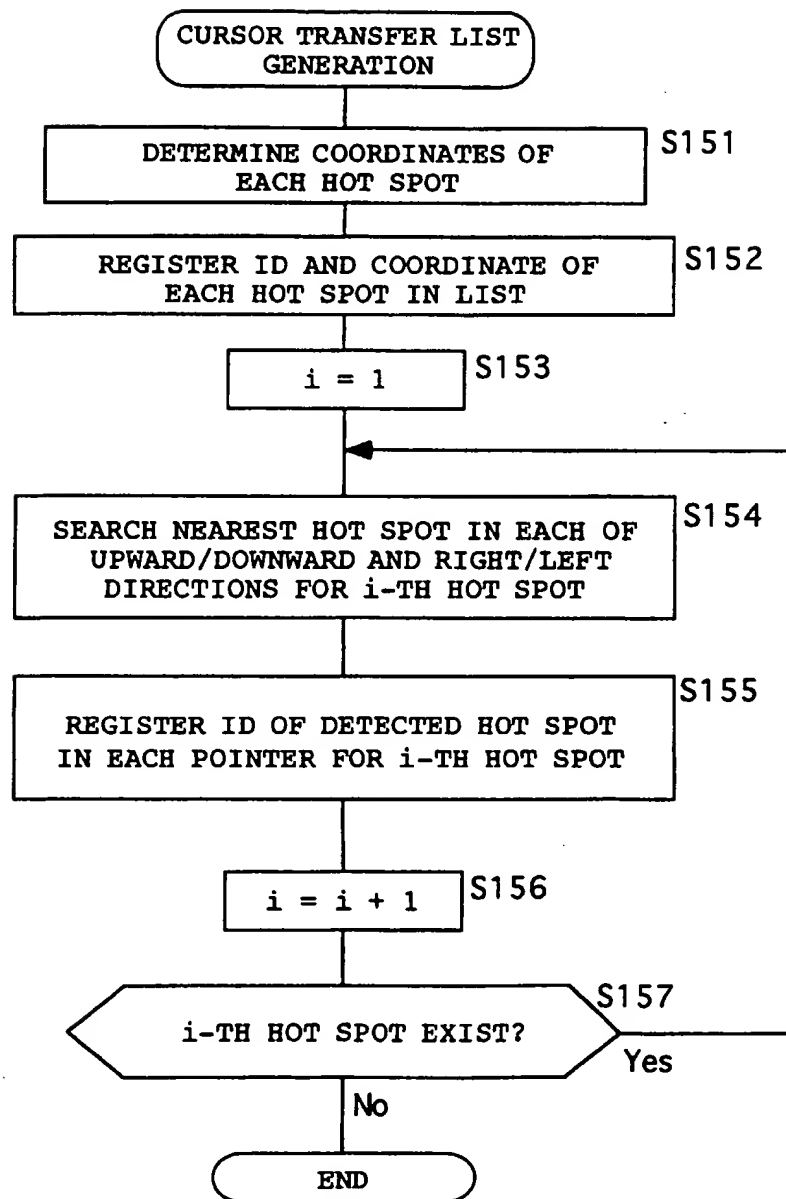 CURSOR TRANSFER LIST
GENERATION
S151
DETERMINE COORDINATES OF
EACH HOT SPOT
S152
REGISTER ID AND COORDINATE OF
EACH HOT SPOT IN LIST
S153
i = 1
S154
SEARCH NEAREST HOT SPOT IN EACH OF
UPWARD/DOWNWARD AND RIGHT/LEFT
DIRECTIONS FOR i-TH HOT SPOT
S155
REGISTER ID OF DETECTED HOT SPOT
IN EACH POINTER FOR i-TH HOT SPOT
S156
i = i + 1
S157
i-TH HOT SPOT EXIST?
Yes
No
END